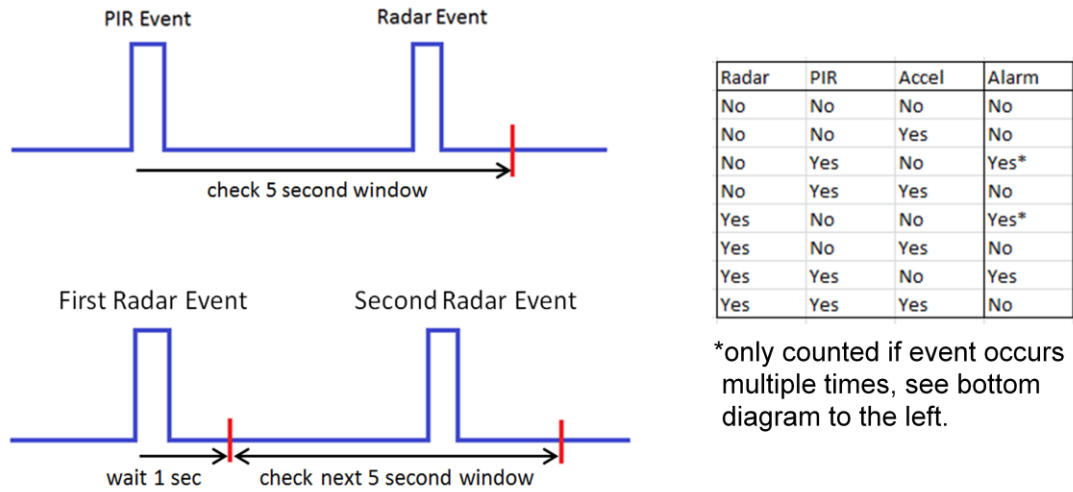 PIR Event
Radar Event
check 5 second window
First Radar Event
Second Radar Event
wait 1 sec
check next 5 second window
Radar PIR Accel Alarm
No No No No
No No Yes No
No Yes No Yes*
No Yes Yes No
Yes No No Yes*
Yes No Yes No
Yes Yes No Yes
Yes Yes Yes No
*only counted if event occurs
multiple times, see bottom
diagram to the left.